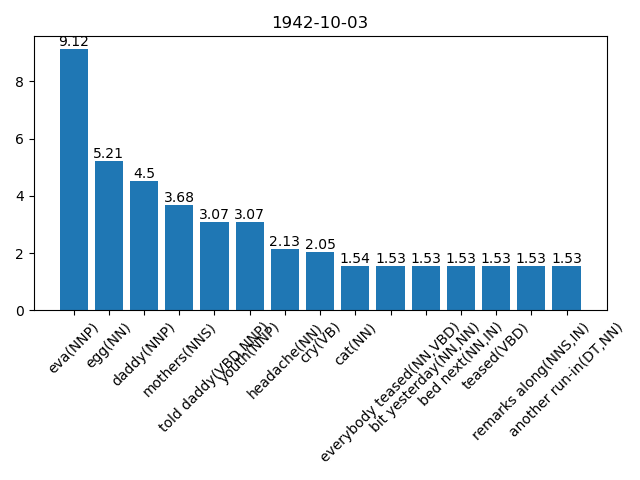 1942-10-03
9.12
5.21
4.5
3.68
3.07
3.07
2.13
2.05
1.54
1.53
1.53
1.53
1.53
1.53
1.53
8
6
4
2
0
eva(NNP)
egg(NN)
daddy(NNP)
mothers(NNS)
told daddy(VBD,NNP)
youth(NNP)
headache(NN)
cry(VB)
cat(NN)
everybody teased(NN,VBD)
bit yesterday(NN,NN)
bed next(NN,IN)
teased(VBD)
remarks along(NNS,IN)
another run-in(DT,NN)